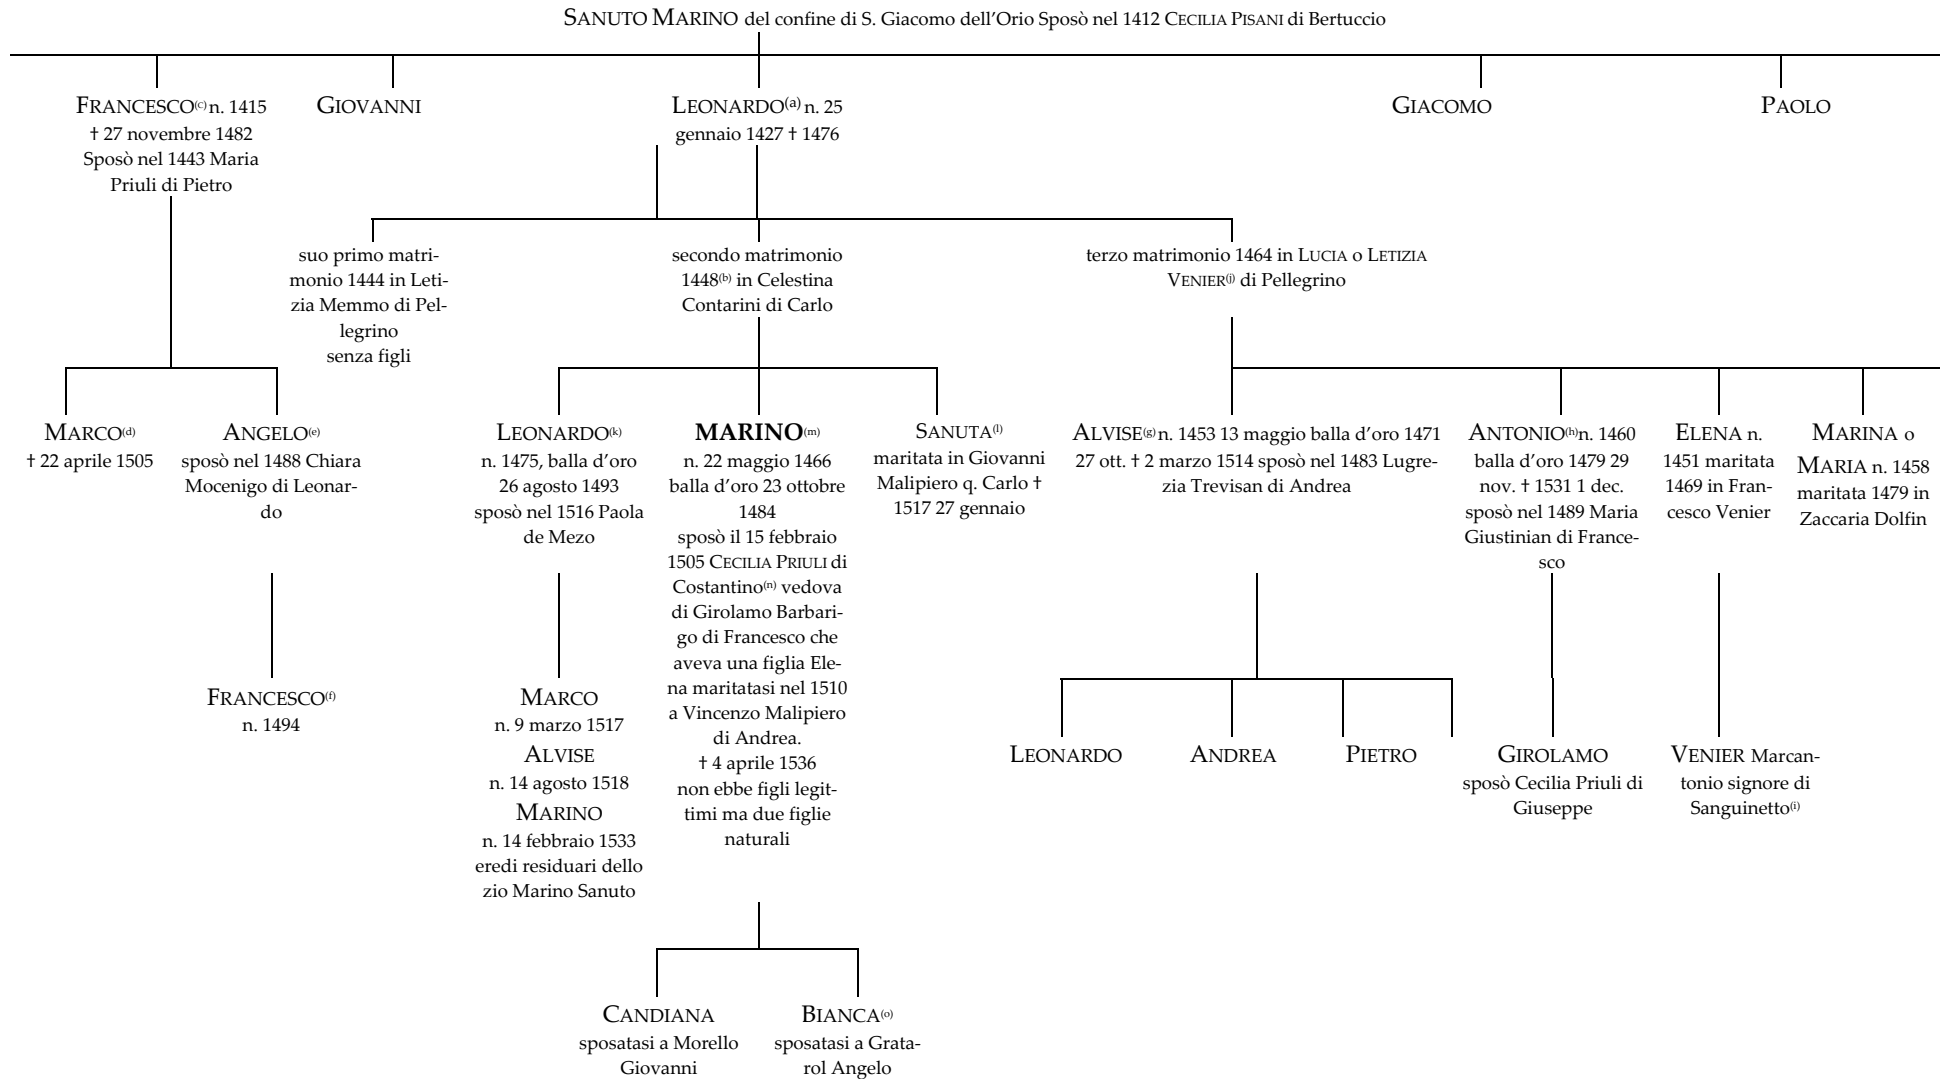 SANUTO MARINO del confine di S. Giacomo dell'Orio Sposò nel 1412 CECILIA PISANI di Bertuccio
FRANCESCO(c) n. 1415
† 27 novembre 1482
Sposò nel 1443 Maria
Priuli di Pietro
GIOVANNI
LEONARDO(a) n. 25
gennaio 1427 † 1476
GIACOMO
PAOLO
suo primo matri-
monio 1444 in Leti-
zia Memmo di Pel-
legrino
senza figli
secondo matrimonio
1448(b) in Celestina
Contarini di Carlo
terzo matrimonio 1464 in LUCIA o LETIZIA
VENIER(j) di Pellegrino
MARCO(d)
† 22 aprile 1505
ANGELO(e)
sposò nel 1488 Chiara
Mocenigo di Leonar-
do
LEONARDO(k)
n. 1475, balla d'oro
26 agosto 1493
sposò nel 1516 Paola
de Mezo
MARINO(m)
n. 22 maggio 1466
balla d'oro 23 ottobre
1484
sposò il 15 febbraio
1505 CECILIA PRIULI di
Costantino(n) vedova
di Girolamo Barbari-
go di Francesco che
aveva una figlia Ele-
na maritatasi nel 1510
a Vincenzo Malipiero
di Andrea.
† 4 aprile 1536
non ebbe figli legit-
timi ma due figlie
naturali
SANUTA(l)
maritata in Giovanni
Malipiero q. Carlo †
1517 27 gennaio
ALVISE(g) n. 1453 13 maggio balla d'oro 1471
27 ott. † 2 marzo 1514 sposò nel 1483 Lugre-
zia Trevisan di Andrea
ANTONIO(h) n. 1460
balla d'oro 1479 29
nov. † 1531 1 dec.
sposò nel 1489 Maria
Giustinian di France-
sco
ELENA n.
1451 maritata
1469 in Fran-
cesco Venier
MARINA o
MARIA n. 1458
maritata 1479 in
Zaccaria Dolfin
FRANCESCO(f)
n. 1494
MARCO
n. 9 marzo 1517
ALVISE
n. 14 agosto 1518
MARINO
n. 14 febbraio 1533
eredi residuari dello
zio Marino Sanuto
LEONARDO
ANDREA
PIETRO
GIROLAMO
sposò Cecilia Priuli di
Giuseppe
VENIER Marcan-
tonio signore di
Sanguinetto(i)
CANDIANA
sposatasi a Morello
Giovanni
BIANCA(o)
sposatasi a Grata-
rol Angelo